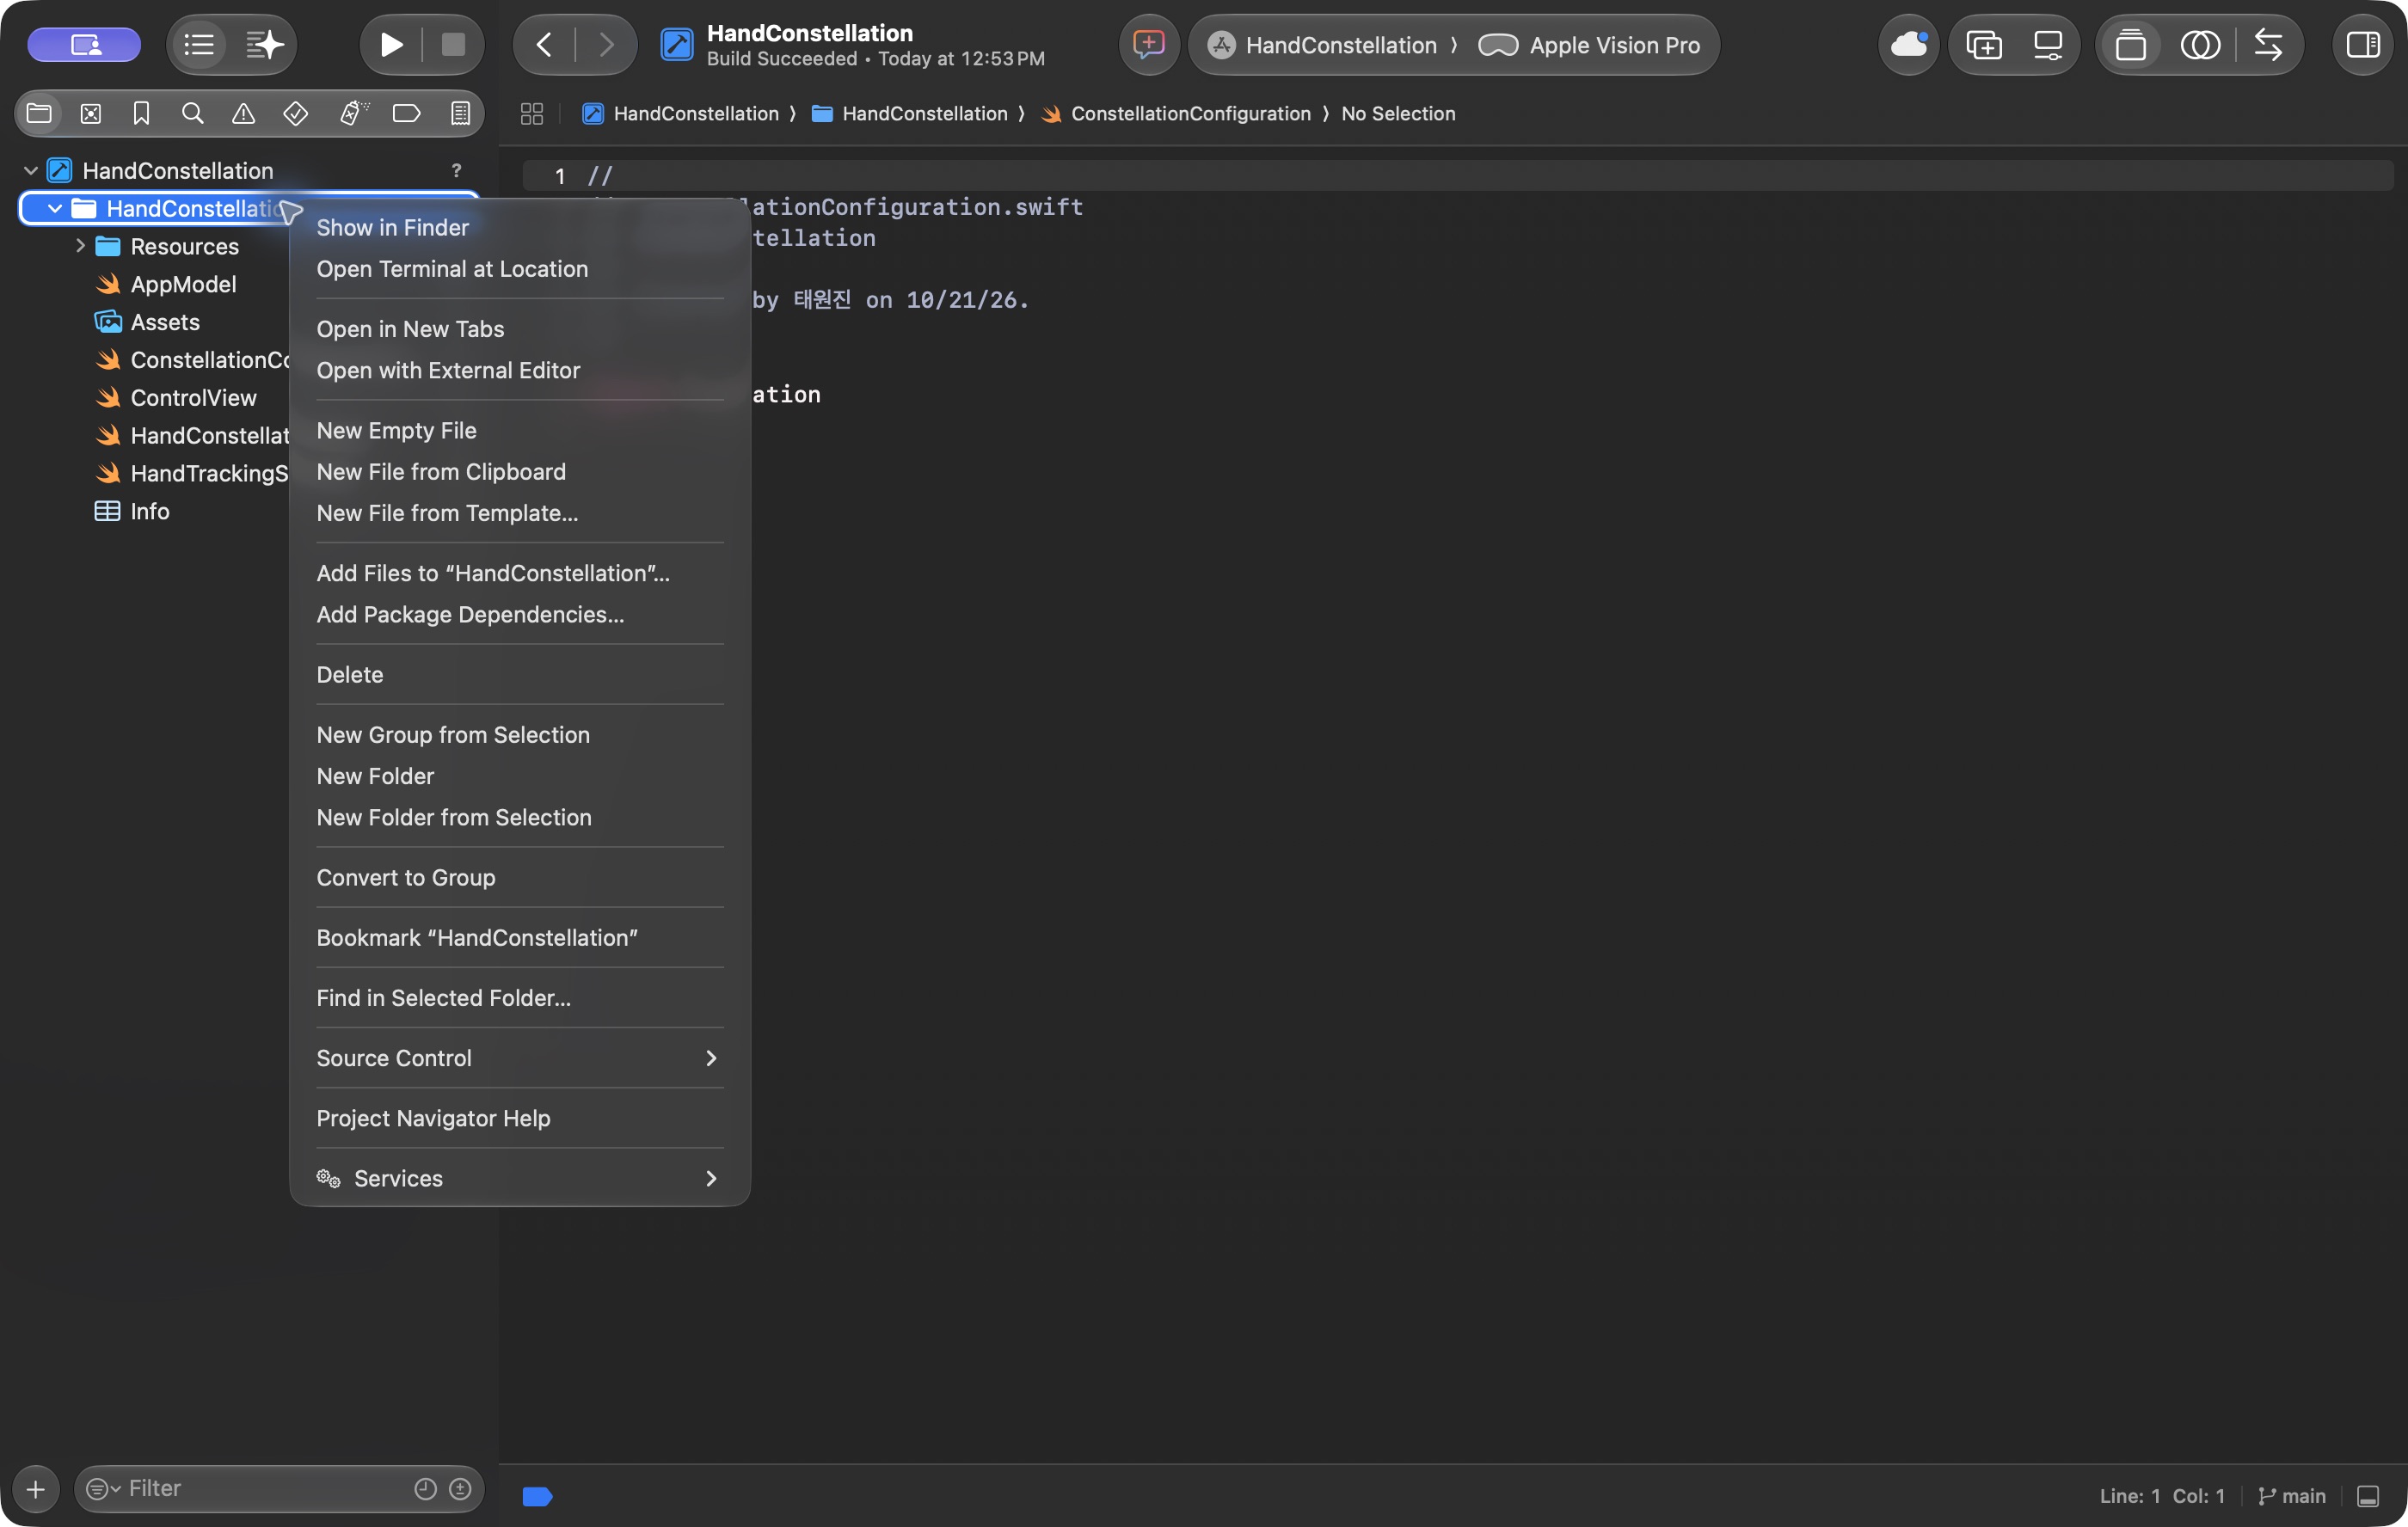 HandConstellation
Build Succeeded • Today at 12:53 PM
HandConstellation 〉 Apple Vision Pro
HandConstellation 〉 HandConstellation 〉 ConstellationConfiguration 〉 No Selection
HandConstellation ?
HandConstellatio
Resources
AppModel
Assets
ConstellationCo
ControlView
HandConstellat
HandTrackingS
Info
1 //
lationConfiguration.swift
tellation
by 태원진 on 10/21/26.
ation
Show in Finder
Open Terminal at Location
Open in New Tabs
Open with External Editor
New Empty File
New File from Clipboard
New File from Template...
Add Files to “HandConstellation”...
Add Package Dependencies...
Delete
New Group from Selection
New Folder
New Folder from Selection
Convert to Group
Bookmark “HandConstellation”
Find in Selected Folder...
Source Control
Project Navigator Help
Services
Filter
Line: 1 Col: 1
main